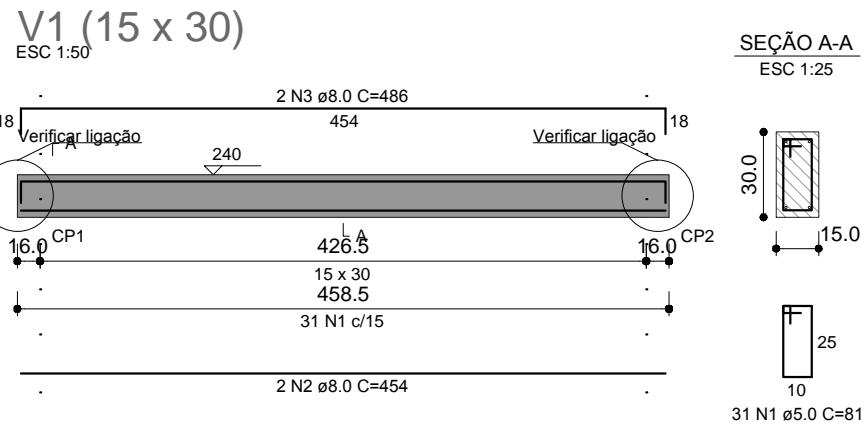 V1 (15 x 30)
ESC 1:50
SEÇÃO A-A
ESC 1:25
2 N3 ø8.0 C=486
18
454
18
Verificar ligação
Verificar ligação
A
240
30.0
15.0
CP1
A
CP2
16.0
426.5
16.0
15 x 30
458.5
31 N1 c/15
25
2 N2 ø8.0 C=454
10
31 N1 ø5.0 C=81